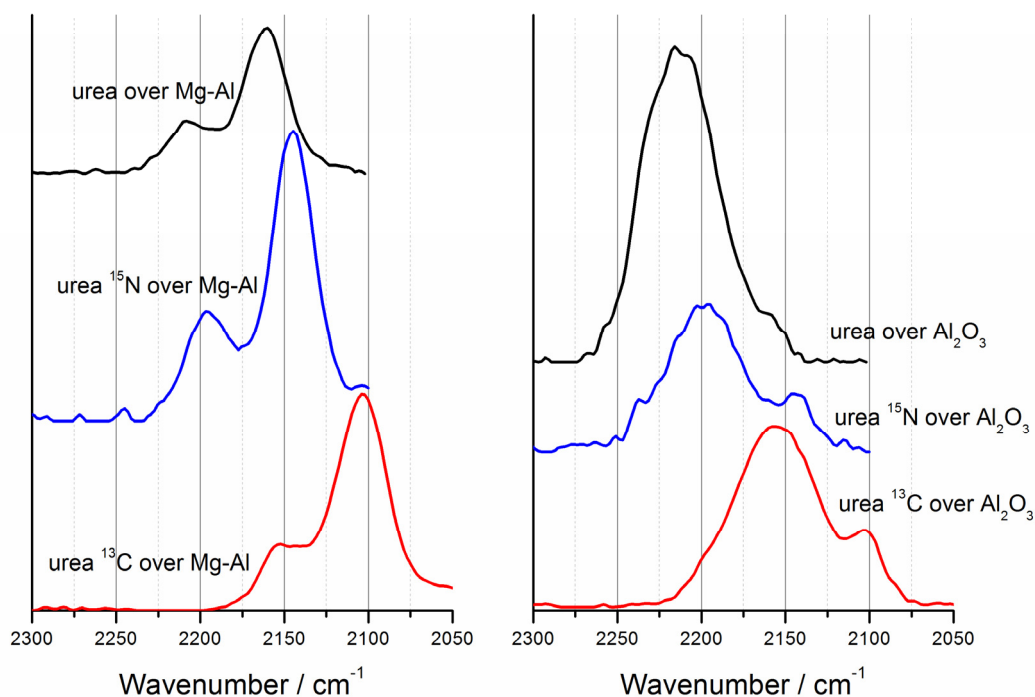 urea over Mg-Al
urea ¹⁵N over Mg-Al
urea ¹³C over Mg-Al
2300 2250 2200 2150 2100 2050
Wavenumber / cm⁻¹
urea over Al₂O₃
urea ¹⁵N over Al₂O₃
urea ¹³C over Al₂O₃
2300 2250 2200 2150 2100 2050
Wavenumber / cm⁻¹